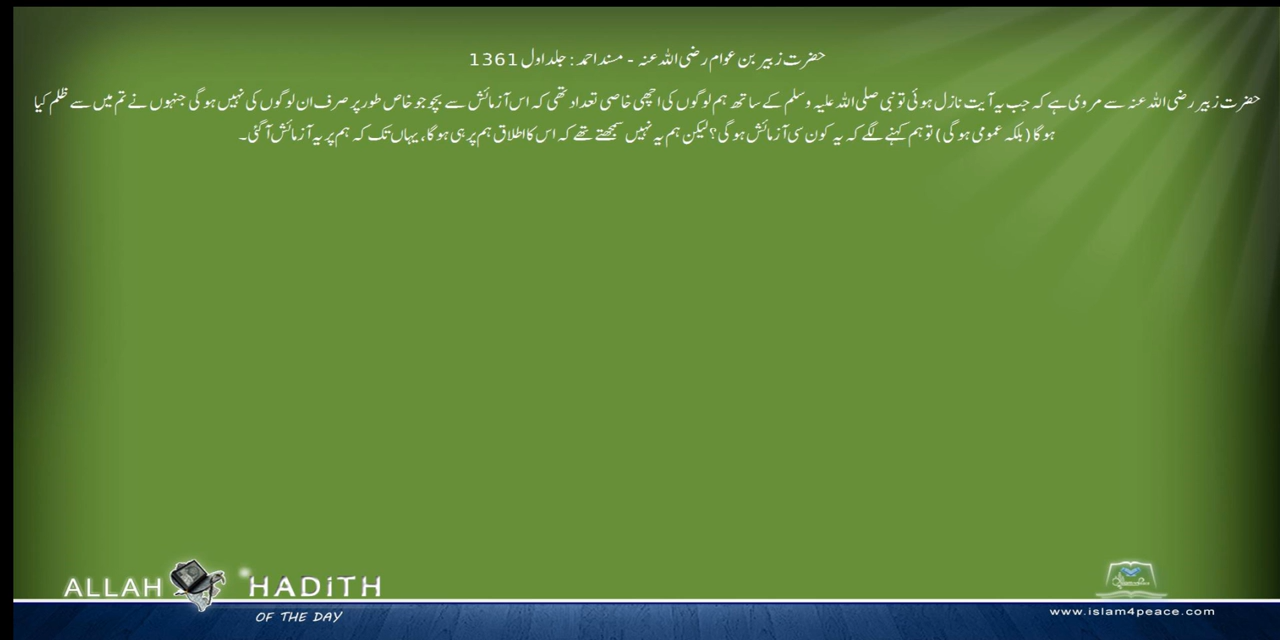 حضرت زبیر بن عوام رضی اللہ عنہ - مسند احمد: جلد اول 1361
حضرت زبیر رضی اللہ عنہ سے مروی ہے کہ جب یہ آیت نازل ہوئی تو نبی صلی اللہ علیہ وسلم کے ساتھ ہم لوگوں کی اچھی خاصی تعداد تھی کہ اس آزمائش سے بچو جو خاص طور پر صرف ان لوگوں کی نہیں ہوگی جنہوں نے تم میں سے ظلم کیا
ہوگا (بلکہ عمومی ہوگی) تو ہم کہنے لگے کہ یہ کون سی آزمائش ہوگی؟ لیکن ہم یہ نہیں سمجھتے تھے کہ اس کا اطلاق ہم پر ہی ہوگا، یہاں تک کہ ہم پر یہ آزمائش آگئی۔
ALLAH HADITH
OF THE DAY
www.islam4peace.com